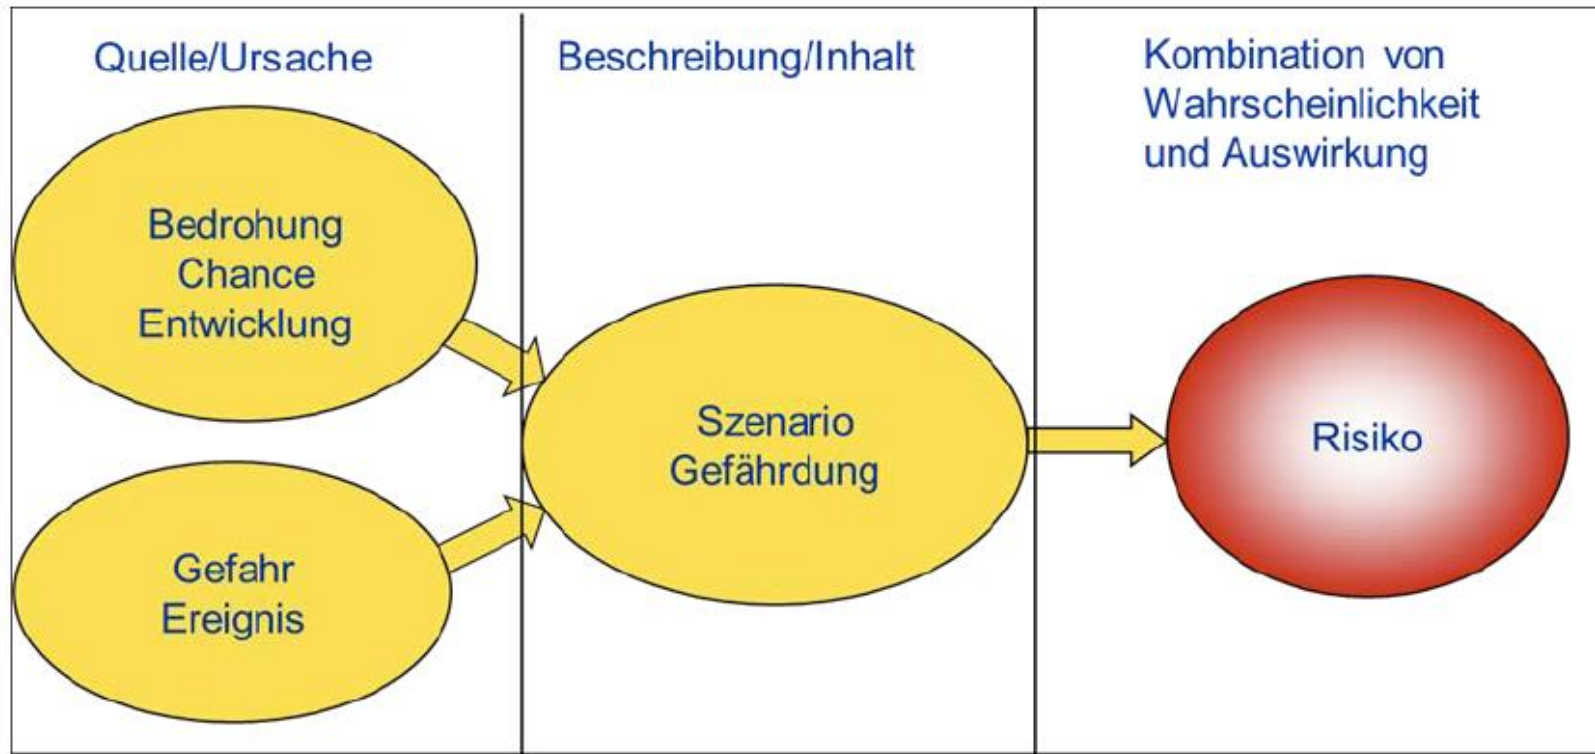 Quelle/Ursache
Bedrohung
Chance
Entwicklung
Gefahr
Ereignis
Beschreibung/Inhalt
Szenario
Gefährdung
Kombination von
Wahrscheinlichkeit
und Auswirkung
Risiko